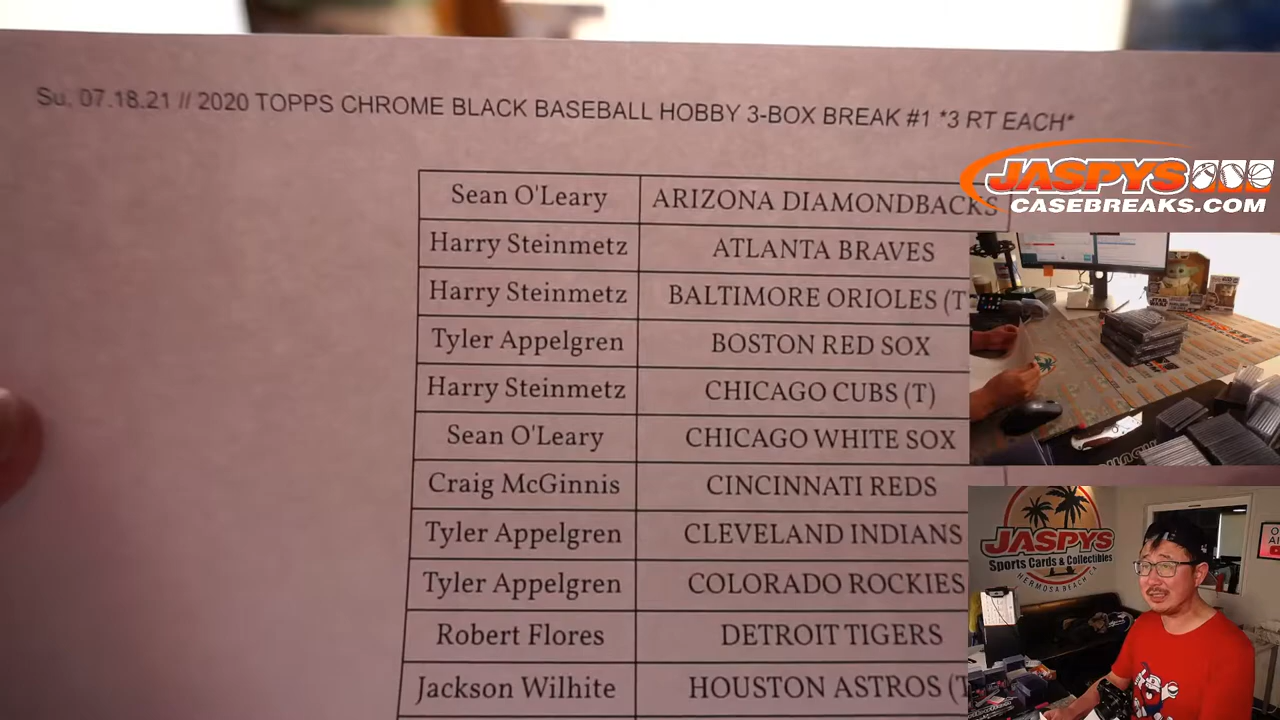 Su, 07.18.21 // 2020 TOPPS CHROME BLACK BASEBALL HOBBY 3-BOX BREAK #1 *3 RT EACH*
JASPYS
CASEBREAKS.COM
Sean O'Leary ARIZONA DIAMONDBACKS
Harry Steinmetz ATLANTA BRAVES
Harry Steinmetz BALTIMORE ORIOLES (T
Tyler Appelgren BOSTON RED SOX
Harry Steinmetz CHICAGO CUBS (T)
Sean O'Leary CHICAGO WHITE SOX
Craig McGinnis CINCINNATI REDS
Tyler Appelgren CLEVELAND INDIANS
Tyler Appelgren COLORADO ROCKIES
Robert Flores DETROIT TIGERS
Jackson Wilhite HOUSTON ASTROS (T
STAR WARS
JASPYS
Sports Cards & Collectibles
HERMOSA BEACH CA